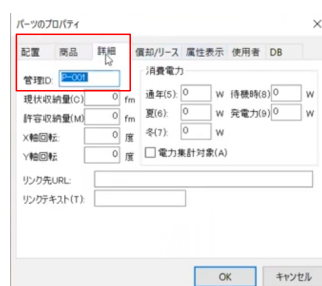 パーツのプロパティ ×
配置 商品 詳細 償却/リース 属性表示 使用者 DB
管理ID: P-001
現状収納量(C) 0 fm
許容収納量(M) 0 fm
X軸回転: 0 度
Y軸回転: 0 度
消費電力
通年(5): 0 W 待機時(8) 0 W
夏(6): 0 W 発電力(9) 0 W
冬(7): 0 W
電力集計対象(A)
リンク先URL:
リンクテキスト(T):
OK キャンセル